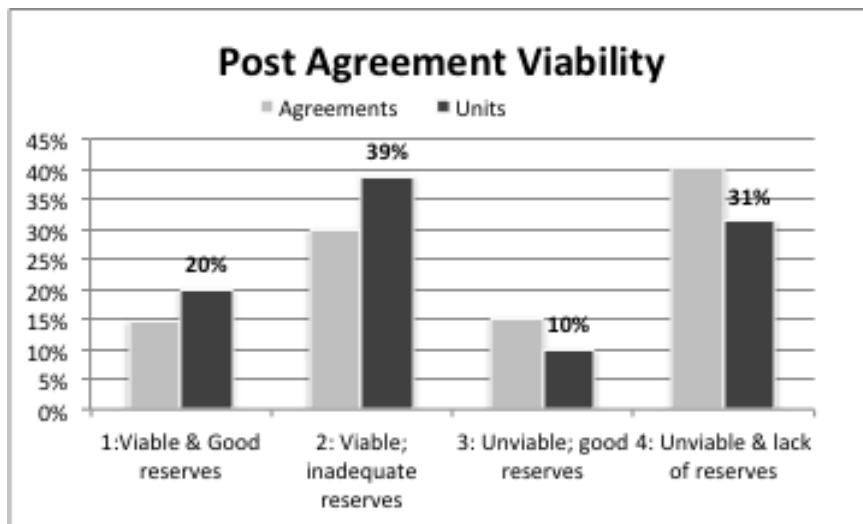 Post Agreement Viability
Agreements Units
45%
40%
35%
30%
25%
20%
15%
10%
5%
0%
20%
39%
10%
31%
1:Viable & Good
reserves
2: Viable;
inadequate
reserves
3: Unviable; good
reserves
4: Unviable & lack
of reserves